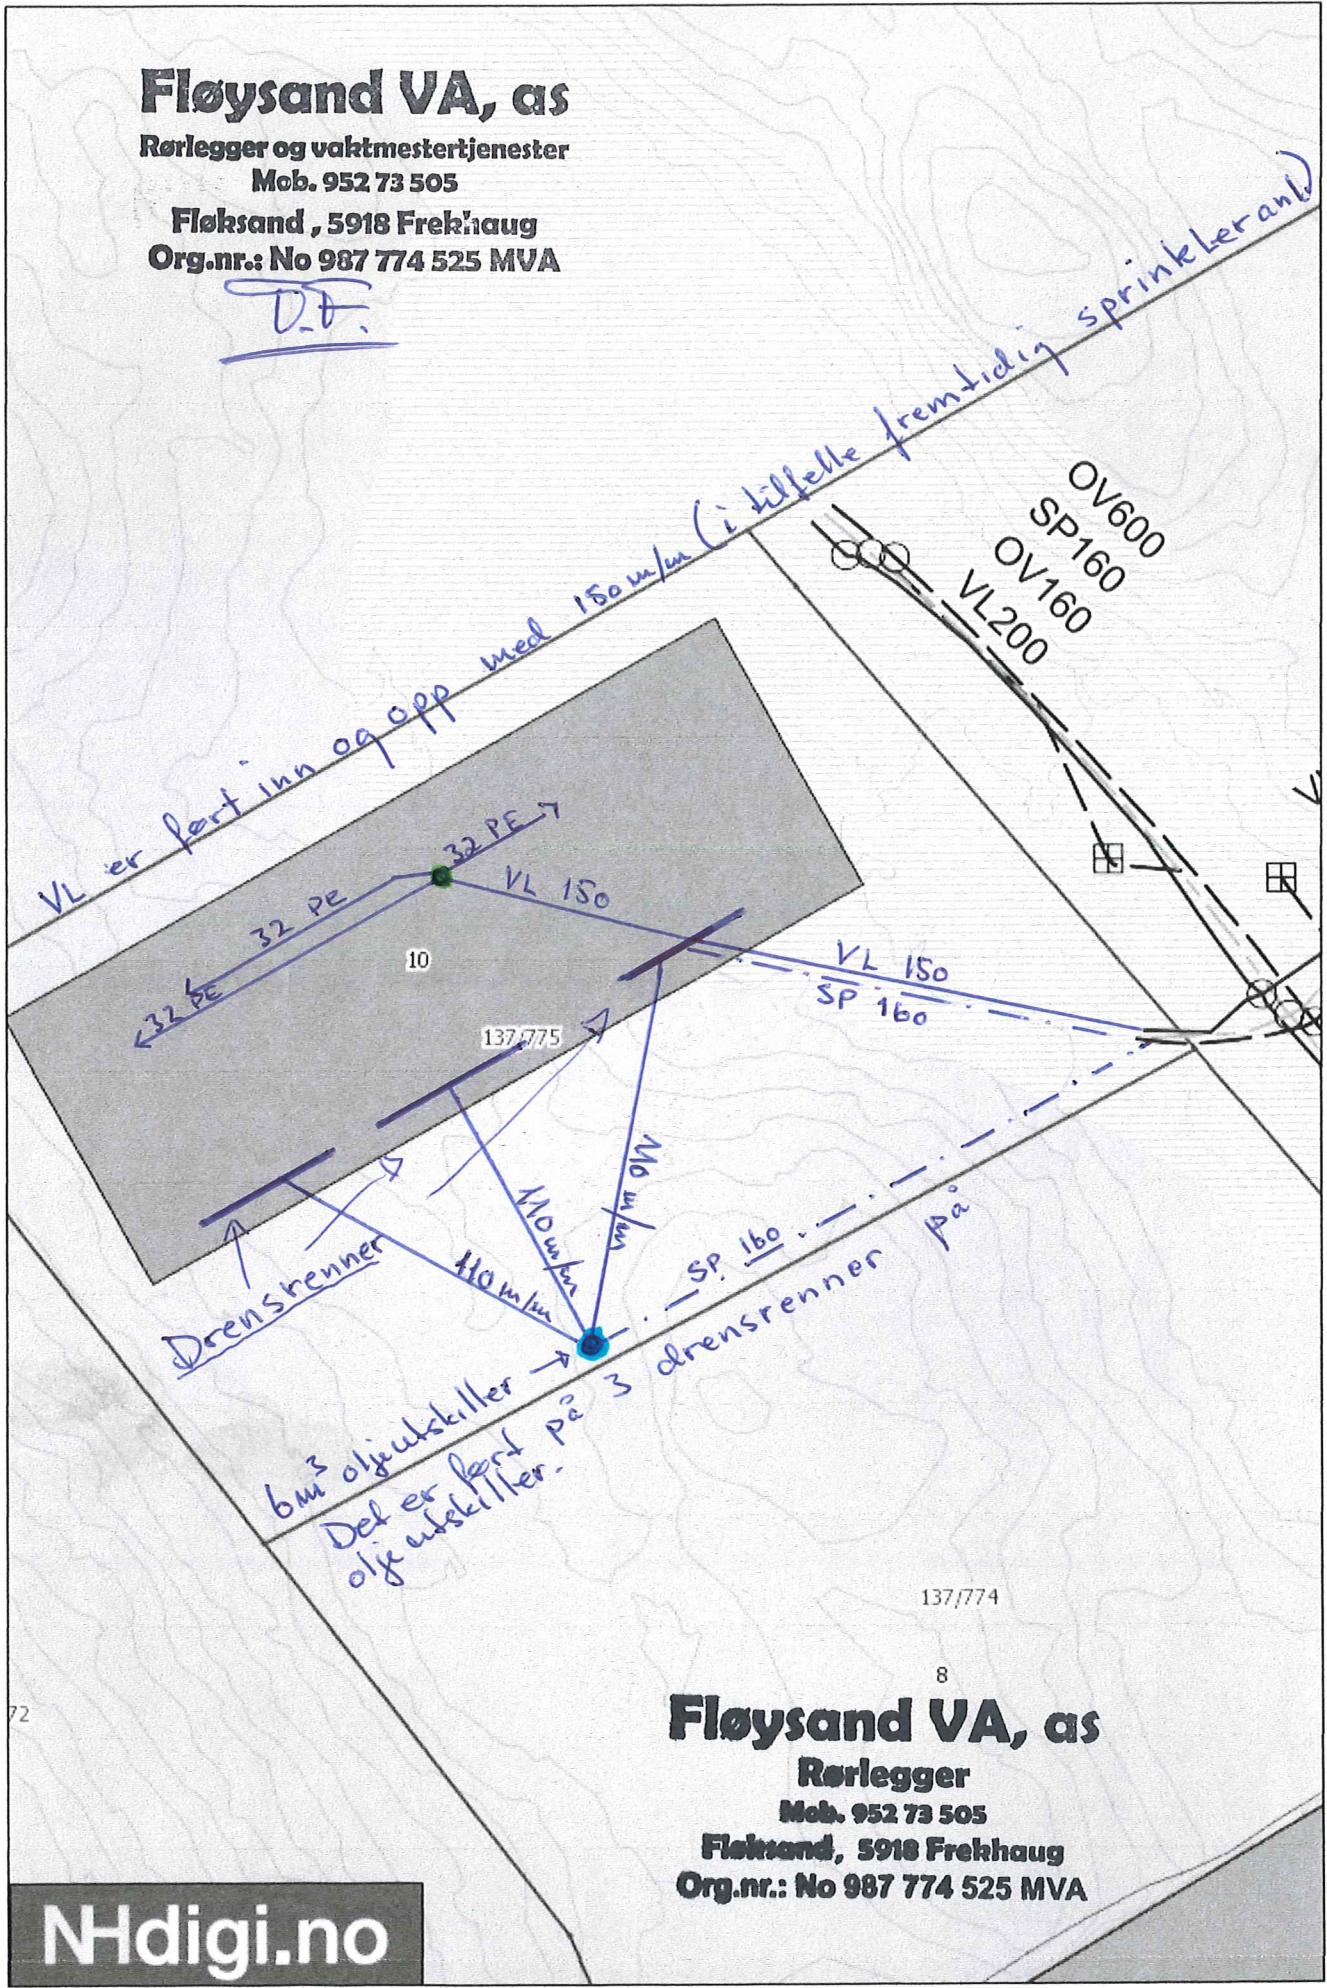 Fløysand VA, as
Rørlegger og vaktmestertjenester
Mob. 952 73 505
Fløksand, 5918 Frekhaug
Org.nr.: No 987 774 525 MVA
D.F.
VL er ført inn og opp med 150 m/m (i tilfelle fremtidig sprinkleranl)
OV600
SP160
OV160
VL200
32 PE
VL 150
32 PE
10
VL 150
SP 160
32 PE
137/775
110 m/m
110 m/m
110 m/m
SP 160
Drensrenner
6m³ oljeutskiller
Det er ført på 3 drensrenner på
oljeutskiller.
137/774
8
72
Fløysand VA, as
Rørlegger
Mob. 952 73 505
Fløksand, 5918 Frekhaug
Org.nr.: No 987 774 525 MVA
NHdigi.no